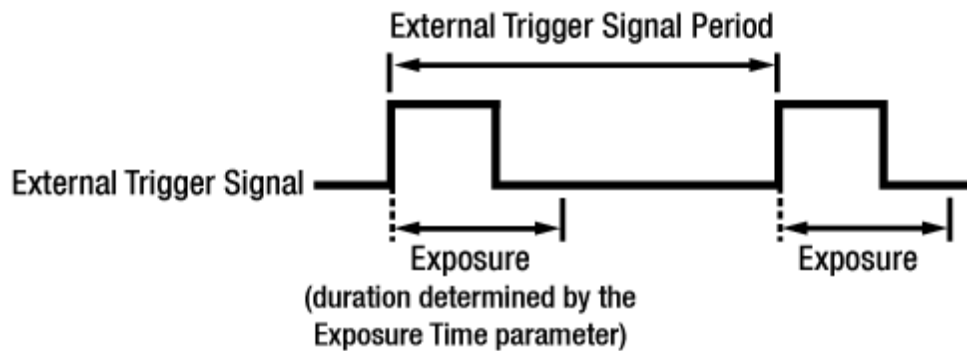 External Trigger Signal Period
External Trigger Signal
Exposure
Exposure
(duration determined by the
Exposure Time parameter)